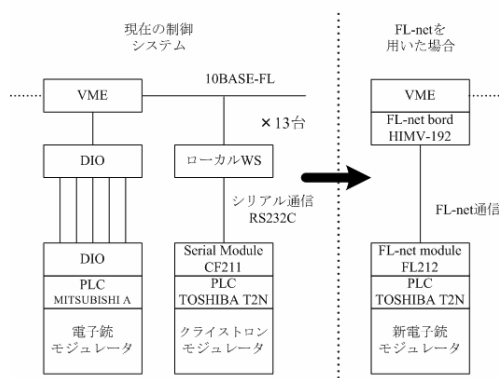 現在の制御
システム
FL-netを
用いた場合
10BASE-FL
VME
×13台
DIO
ローカルWS
シリアル通信
RS232C
DIO
PLC
MITSUBISHI A
電子銃
モジュレータ
Serial Module
CF211
PLC
TOSHIBA T2N
クライストロン
モジュレータ
VME
FL-net bord
HIMV-192
FL-net通信
FL-net module
FL212
PLC
TOSHIBA T2N
新電子銃
モジュレータ